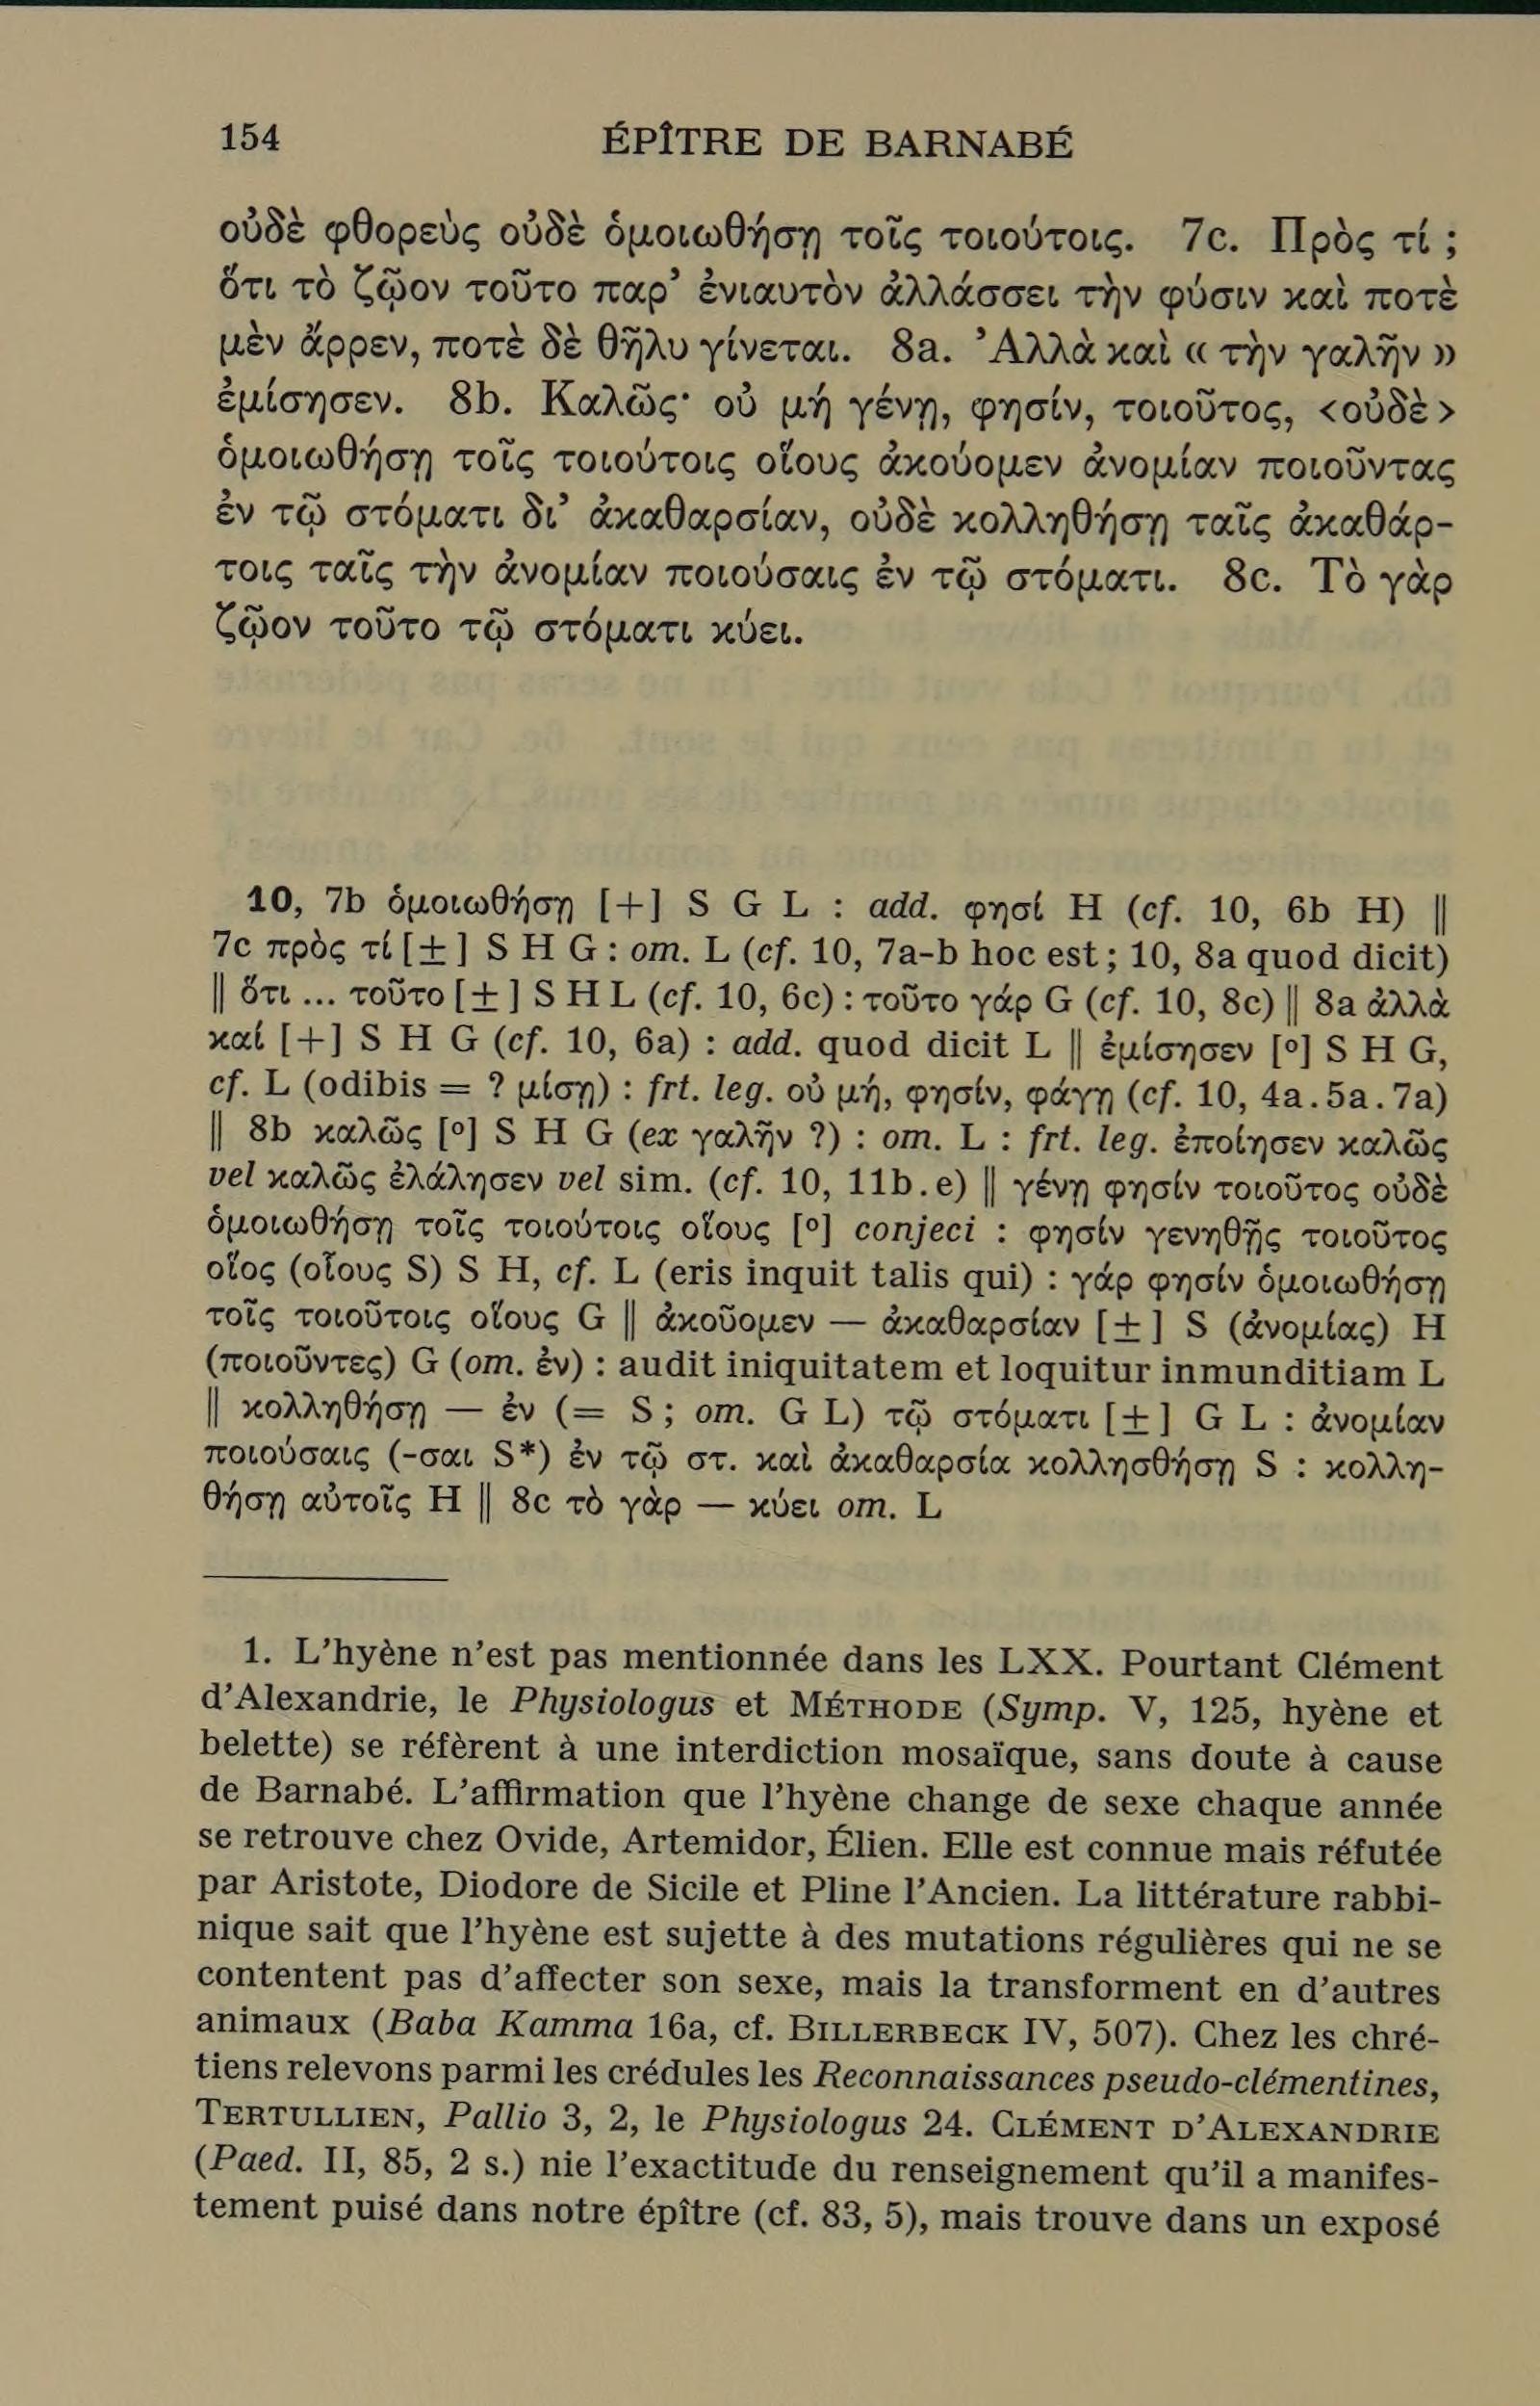 154 ÉPÎTRE DE BARNABÉ
οὐδὲ φθορεὺς οὐδὲ ὁμοιωθήσῃ τοῖς τοιούτοις. 7c. Πρὸς τί ;
ὅτι τὸ ζῷον τοῦτο παρ’ ἐνιαυτὸν ἀλλάσσει τὴν φύσιν καὶ ποτὲ
μὲν ἄρρεν, ποτὲ δὲ θῆλυ γίνεται. 8a. ’Αλλὰ καὶ « τὴν γαλῆν »
ἐμίσησεν. 8b. Καλῶς· οὐ μή γένῃ, φησίν, τοιοῦτος, <οὐδὲ>
ὁμοιωθήσῃ τοῖς τοιούτοις οἵους ἀκούομεν ἀνομίαν ποιοῦντας
ἐν τῷ στόματι δι’ ἀκαθαρσίαν, οὐδὲ κολληθήσῃ ταῖς ἀκαθάρ-
τοις ταῖς τὴν ἀνομίαν ποιούσαις ἐν τῷ στόματι. 8c. Τὸ γὰρ
ζῷον τοῦτο τῷ στόματι κύει.
10, 7b ὁμοιωθήσῃ [+] S G L : add. φησί H (cf. 10, 6b H) ||
7c πρὸς τί [±] S H G : om. L (cf. 10, 7a-b hoc est ; 10, 8a quod dicit)
|| ὅτι ... τοῦτο [±] S H L (cf. 10, 6c) : τοῦτο γάρ G (cf. 10, 8c) || 8a ἀλλὰ
καί [+] S H G (cf. 10, 6a) : add. quod dicit L || ἐμίσησεν [º] S H G,
cf. L (odibis = ? μίσῃ) : frt. leg. οὐ μή, φησίν, φάγῃ (cf. 10, 4a.5a.7a)
|| 8b καλῶς [º] S H G (ex γαλῆν ?) : om. L : frt. leg. ἐποίησεν καλῶς
vel καλῶς ἐλάλησεν vel sim. (cf. 10, 11b.e) || γένῃ φησίν τοιοῦτος οὐδὲ
ὁμοιωθήσῃ τοῖς τοιούτοις οἵους [º] conjeci : φησίν γενηθῇς τοιοῦτος
οἷος (οἵους S) S H, cf. L (eris inquit talis qui) : γάρ φησίν ὁμοιωθήσῃ
τοῖς τοιοῦτοις οἵους G || ἀκοῦομεν — ἀκαθαρσίαν [±] S (ἀνομίας) H
(ποιοῦντες) G (om. ἐν) : audit iniquitatem et loquitur inmunditiam L
|| κολληθήσῃ — ἐν (= S ; om. G L) τῷ στόματι [±] G L : ἀνομίαν
ποιούσαις (-σαι S*) ἐν τῷ στ. καὶ ἀκαθαρσία κολλησθήσῃ S : κολλη-
θήσῃ αὐτοῖς H || 8c τὸ γὰρ — κύει om. L
1. L’hyène n’est pas mentionnée dans les LXX. Pourtant Clément
d’Alexandrie, le Physiologus et MÉTHODE (Symp. V, 125, hyène et
belette) se réfèrent à une interdiction mosaïque, sans doute à cause
de Barnabé. L’affirmation que l’hyène change de sexe chaque année
se retrouve chez Ovide, Artemidor, Élien. Elle est connue mais réfutée
par Aristote, Diodore de Sicile et Pline l’Ancien. La littérature rabbi-
nique sait que l’hyène est sujette à des mutations régulières qui ne se
contentent pas d’affecter son sexe, mais la transforment en d’autres
animaux (Baba Kamma 16a, cf. BILLERBECK IV, 507). Chez les chré-
tiens relevons parmi les crédules les Reconnaissances pseudo-clémentines,
TERTULLIEN, Pallio 3, 2, le Physiologus 24. CLÉMENT D’ALEXANDRIE
(Paed. II, 85, 2 s.) nie l’exactitude du renseignement qu’il a manifes-
tement puisé dans notre épître (cf. 83, 5), mais trouve dans un exposé